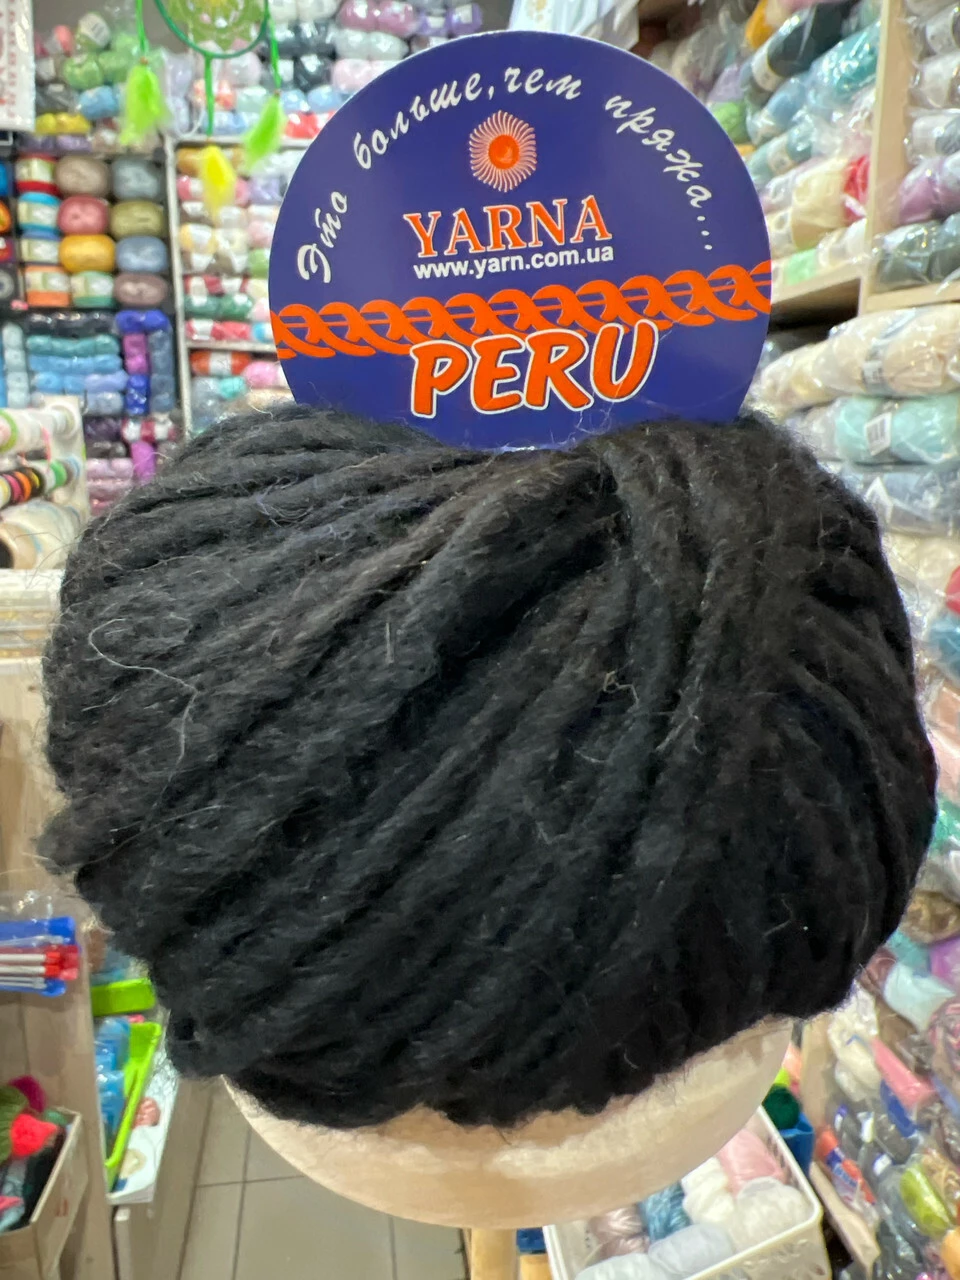 Это больше, чем пряжа...
YARNA
www.yarn.com.ua
PERU